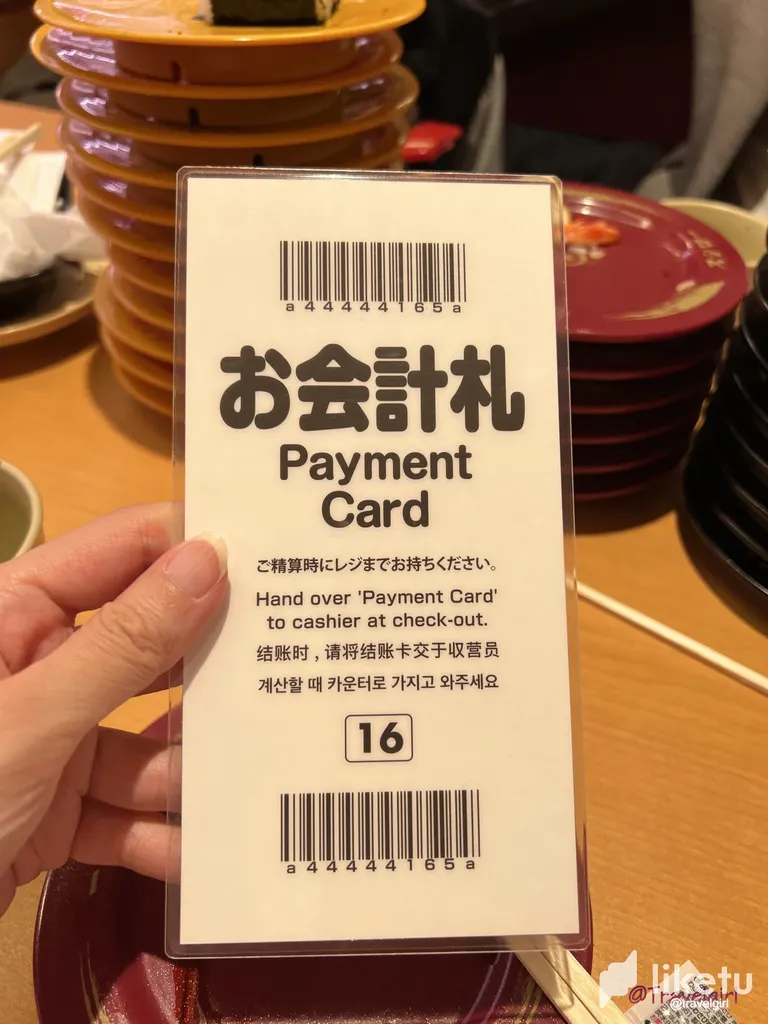 a44444165a
お会計札
Payment
Card
ご精算時にレジまでお持ちください。
Hand over 'Payment Card'
to cashier at check-out.
结账时，请将结账卡交于収营员
계산할 때 카운터로 가지고 와주세요
16
a44444165a
liketu
@Travelgirl
@travelgirl